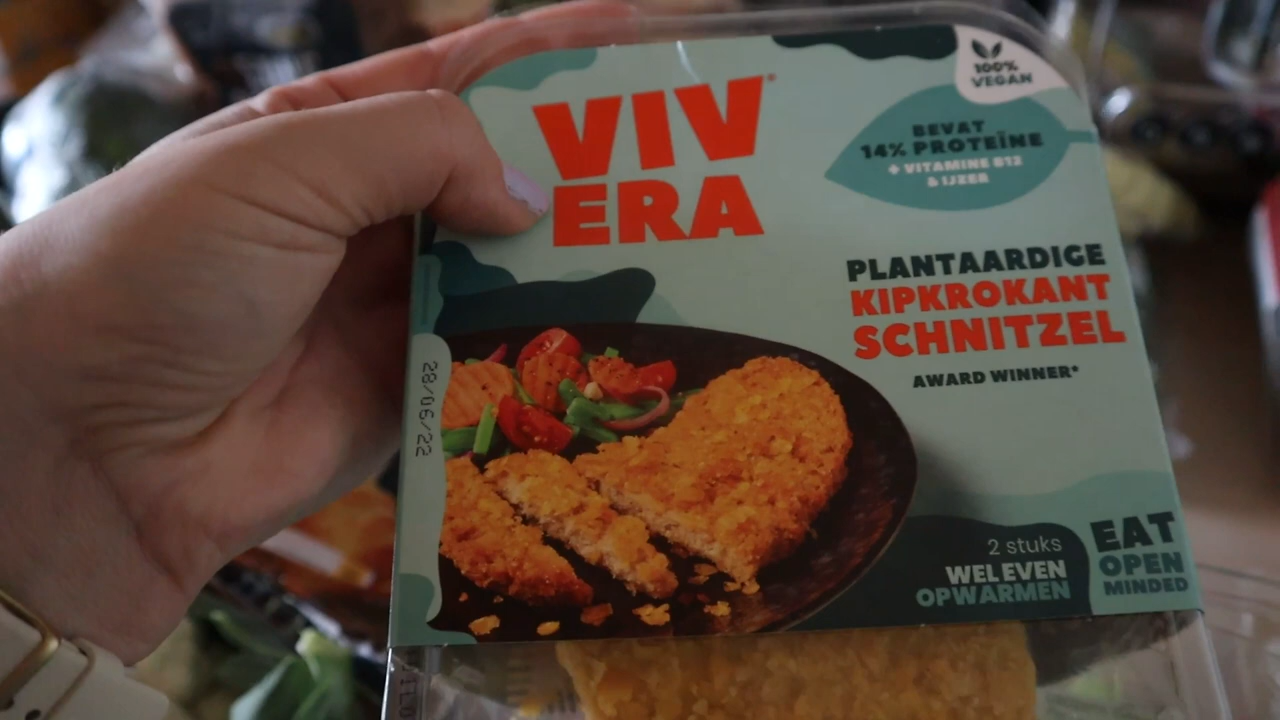 100%
VEGAN
VIV
ERA
BEVAT
14% PROTEÏNE
+ VITAMINE B12
& IJZER
PLANTAARDIGE
KIPKROKANT
SCHNITZEL
AWARD WINNER*
28/06/22
2 stuks
WEL EVEN
OPWARMEN
EAT
OPEN
MINDED